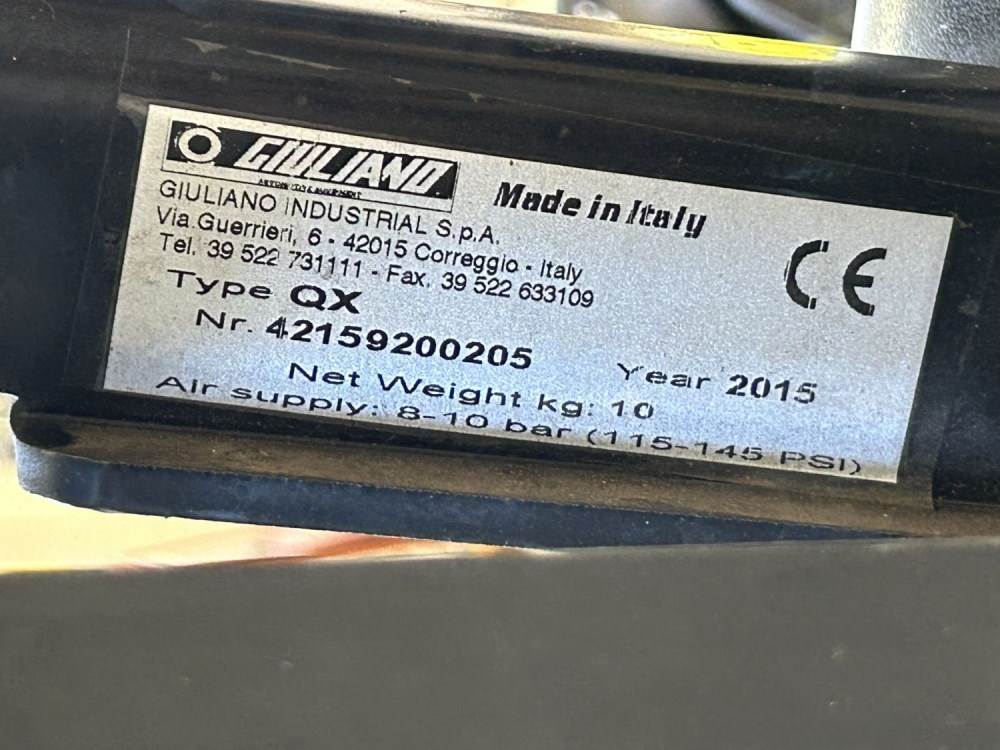 GIULIANO
Made in Italy
CE
GIULIANO INDUSTRIAL S.p.A.
Via Guerrieri, 6 - 42015 Correggio - Italy
Tel. 39 522 731111 - Fax. 39 522 633109
Type QX
Nr. 42159200205 Year 2015
Net Weight kg: 10
Air supply: 8-10 bar (115-145 PSI)